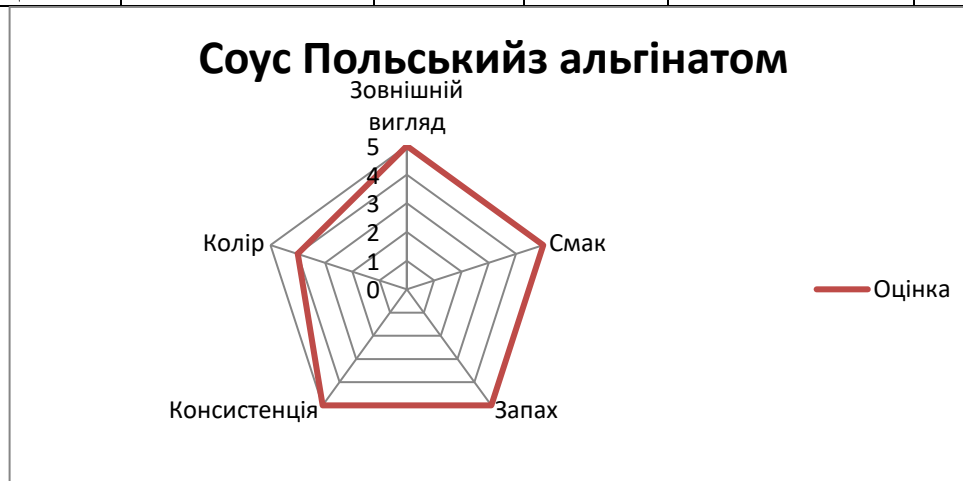 Соус Польськийз альгінатом
Зовнішній
вигляд
5
4
3
2
1
0
Колір
Смак
Оцінка
Консистенція
Запах